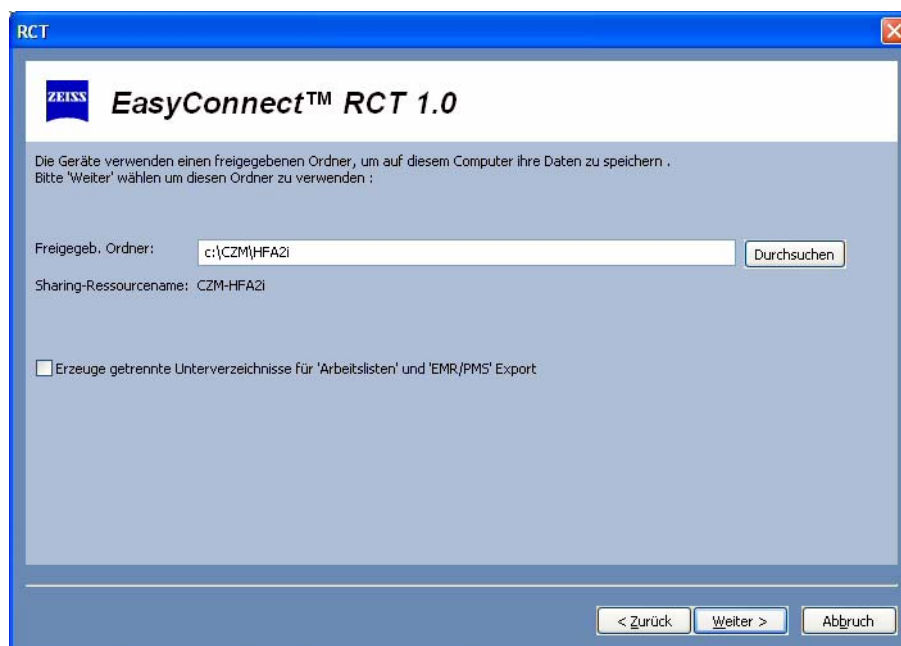 RCT
ZEISS
EasyConnect™ RCT 1.0
Die Geräte verwenden einen freigegebenen Ordner, um auf diesem Computer ihre Daten zu speichern .
Bitte 'Weiter' wählen um diesen Ordner zu verwenden :
Freigegeb. Ordner: c:\CZM\HFA2i Durchsuchen
Sharing-Ressourcename: CZM-HFA2i
Erzeuge getrennte Unterverzeichnisse für 'Arbeitslisten' und 'EMR/PMS' Export
< Zurück Weiter > Abbruch